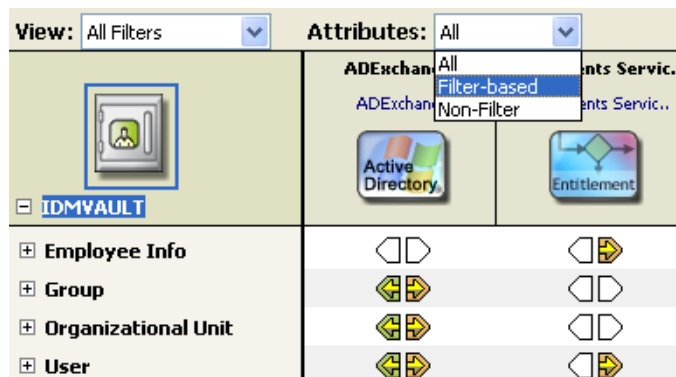 View: All Filters Attributes: All
All
Filter-based
Non-Filter
ADExchan
ents Servic.
ADExchan
ents Servic..
Active
Directory
Entitlement
IDMVAULT
Employee Info
Group
Organizational Unit
User